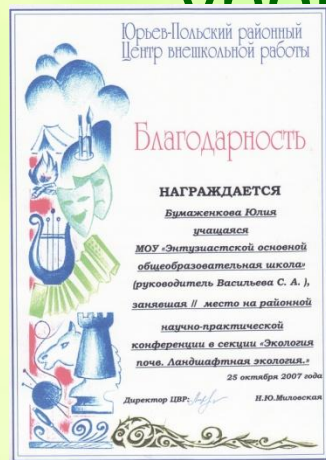 Юрьев-Польский районный
Центр внешкольной работы
Благодарность
НАГРАЖДАЕТСЯ
Бумаженкова Юлия
учащаяся
МОУ «Энтузиастской основной
общеобразовательная школа»
(руководитель Васильева С. А. ),
занявшая // место на районной
научно-практической
конференции в секции «Экология
почв. Ландшафтная экология.»
25 октября 2007 года
Директор ЦВР: Н.Ю.Миловская